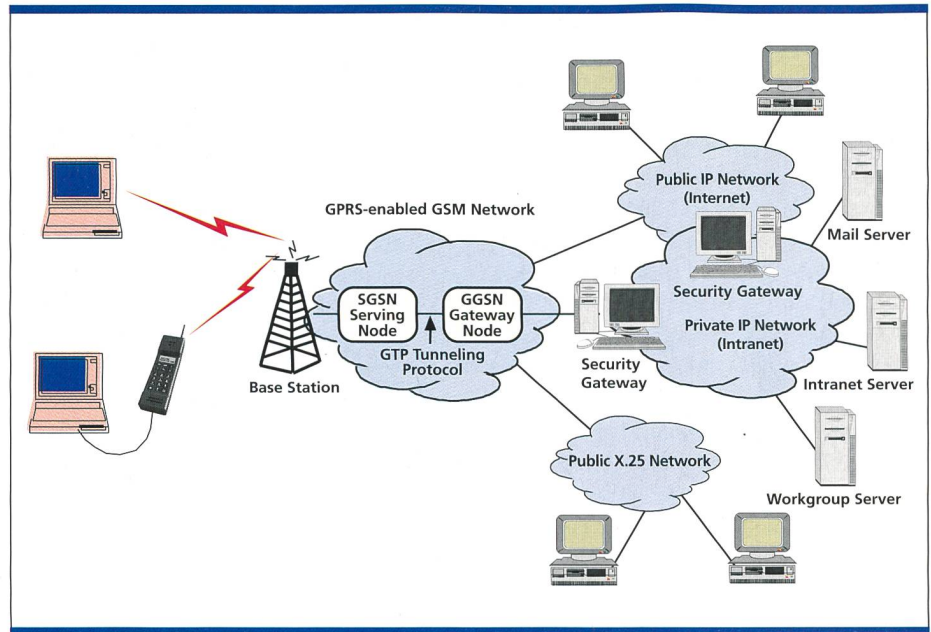 Public IP Network
(Internet)
Mail Server
GPRS-enabled GSM Network
Security Gateway
SGSN
Serving
Node
GGSN
Gateway
Node
Private IP Network
(Intranet)
GTP Tunneling
Protocol
Base Station
Security
Gateway
Intranet Server
Public X.25 Network
Workgroup Server